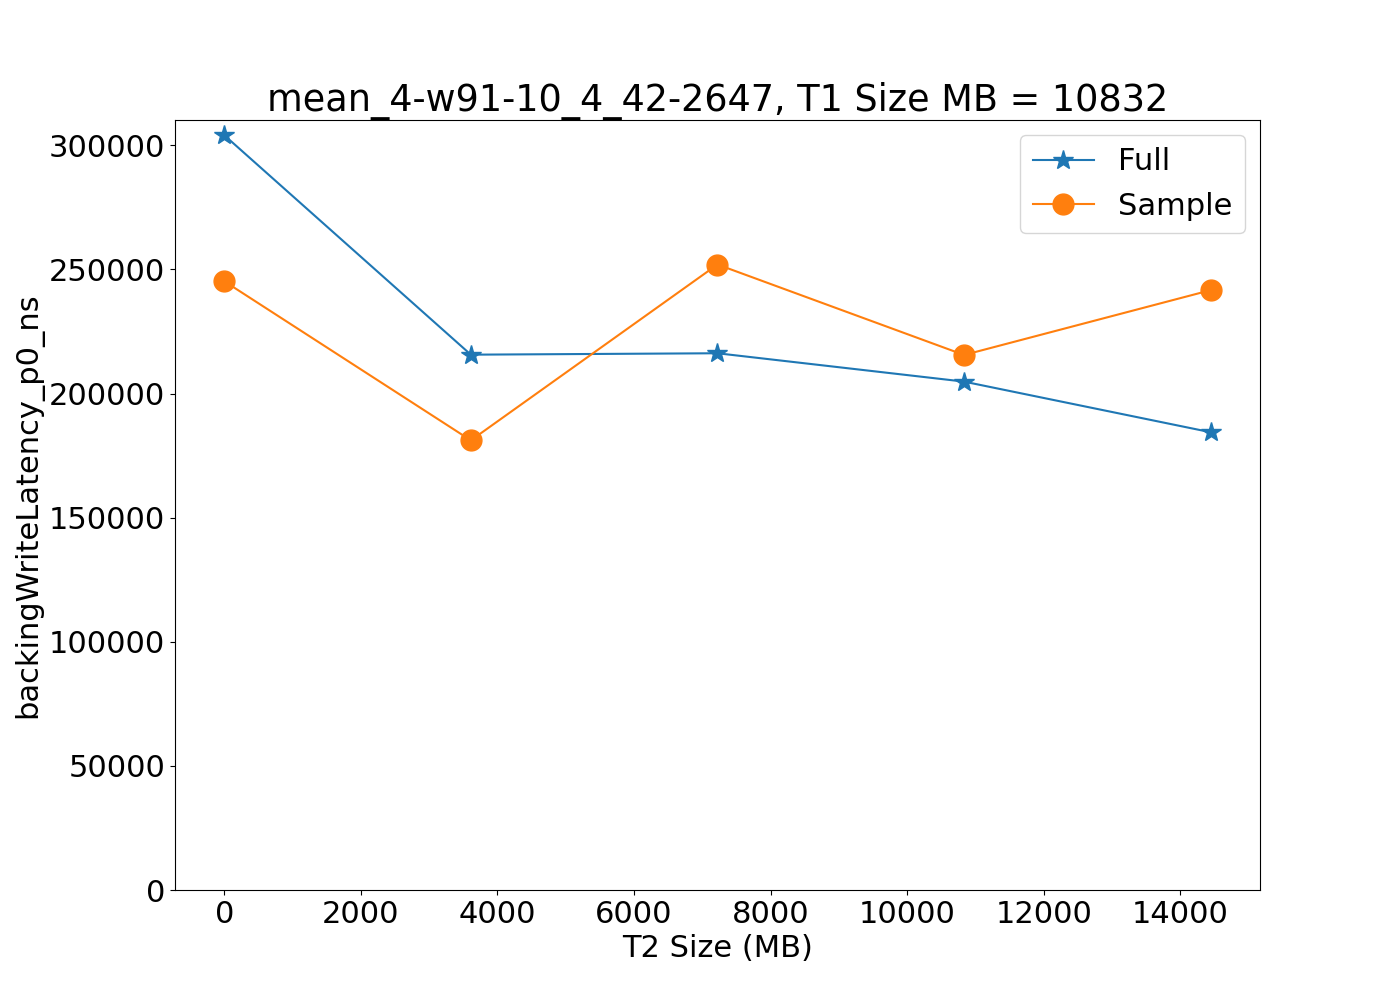 mean_4-w91-10_4_42-2647, T1 Size MB = 10832
Full
Sample
backingWriteLatency_p0_ns
300000
250000
200000
150000
100000
50000
0
0 2000 4000 6000 8000 10000 12000 14000
T2 Size (MB)